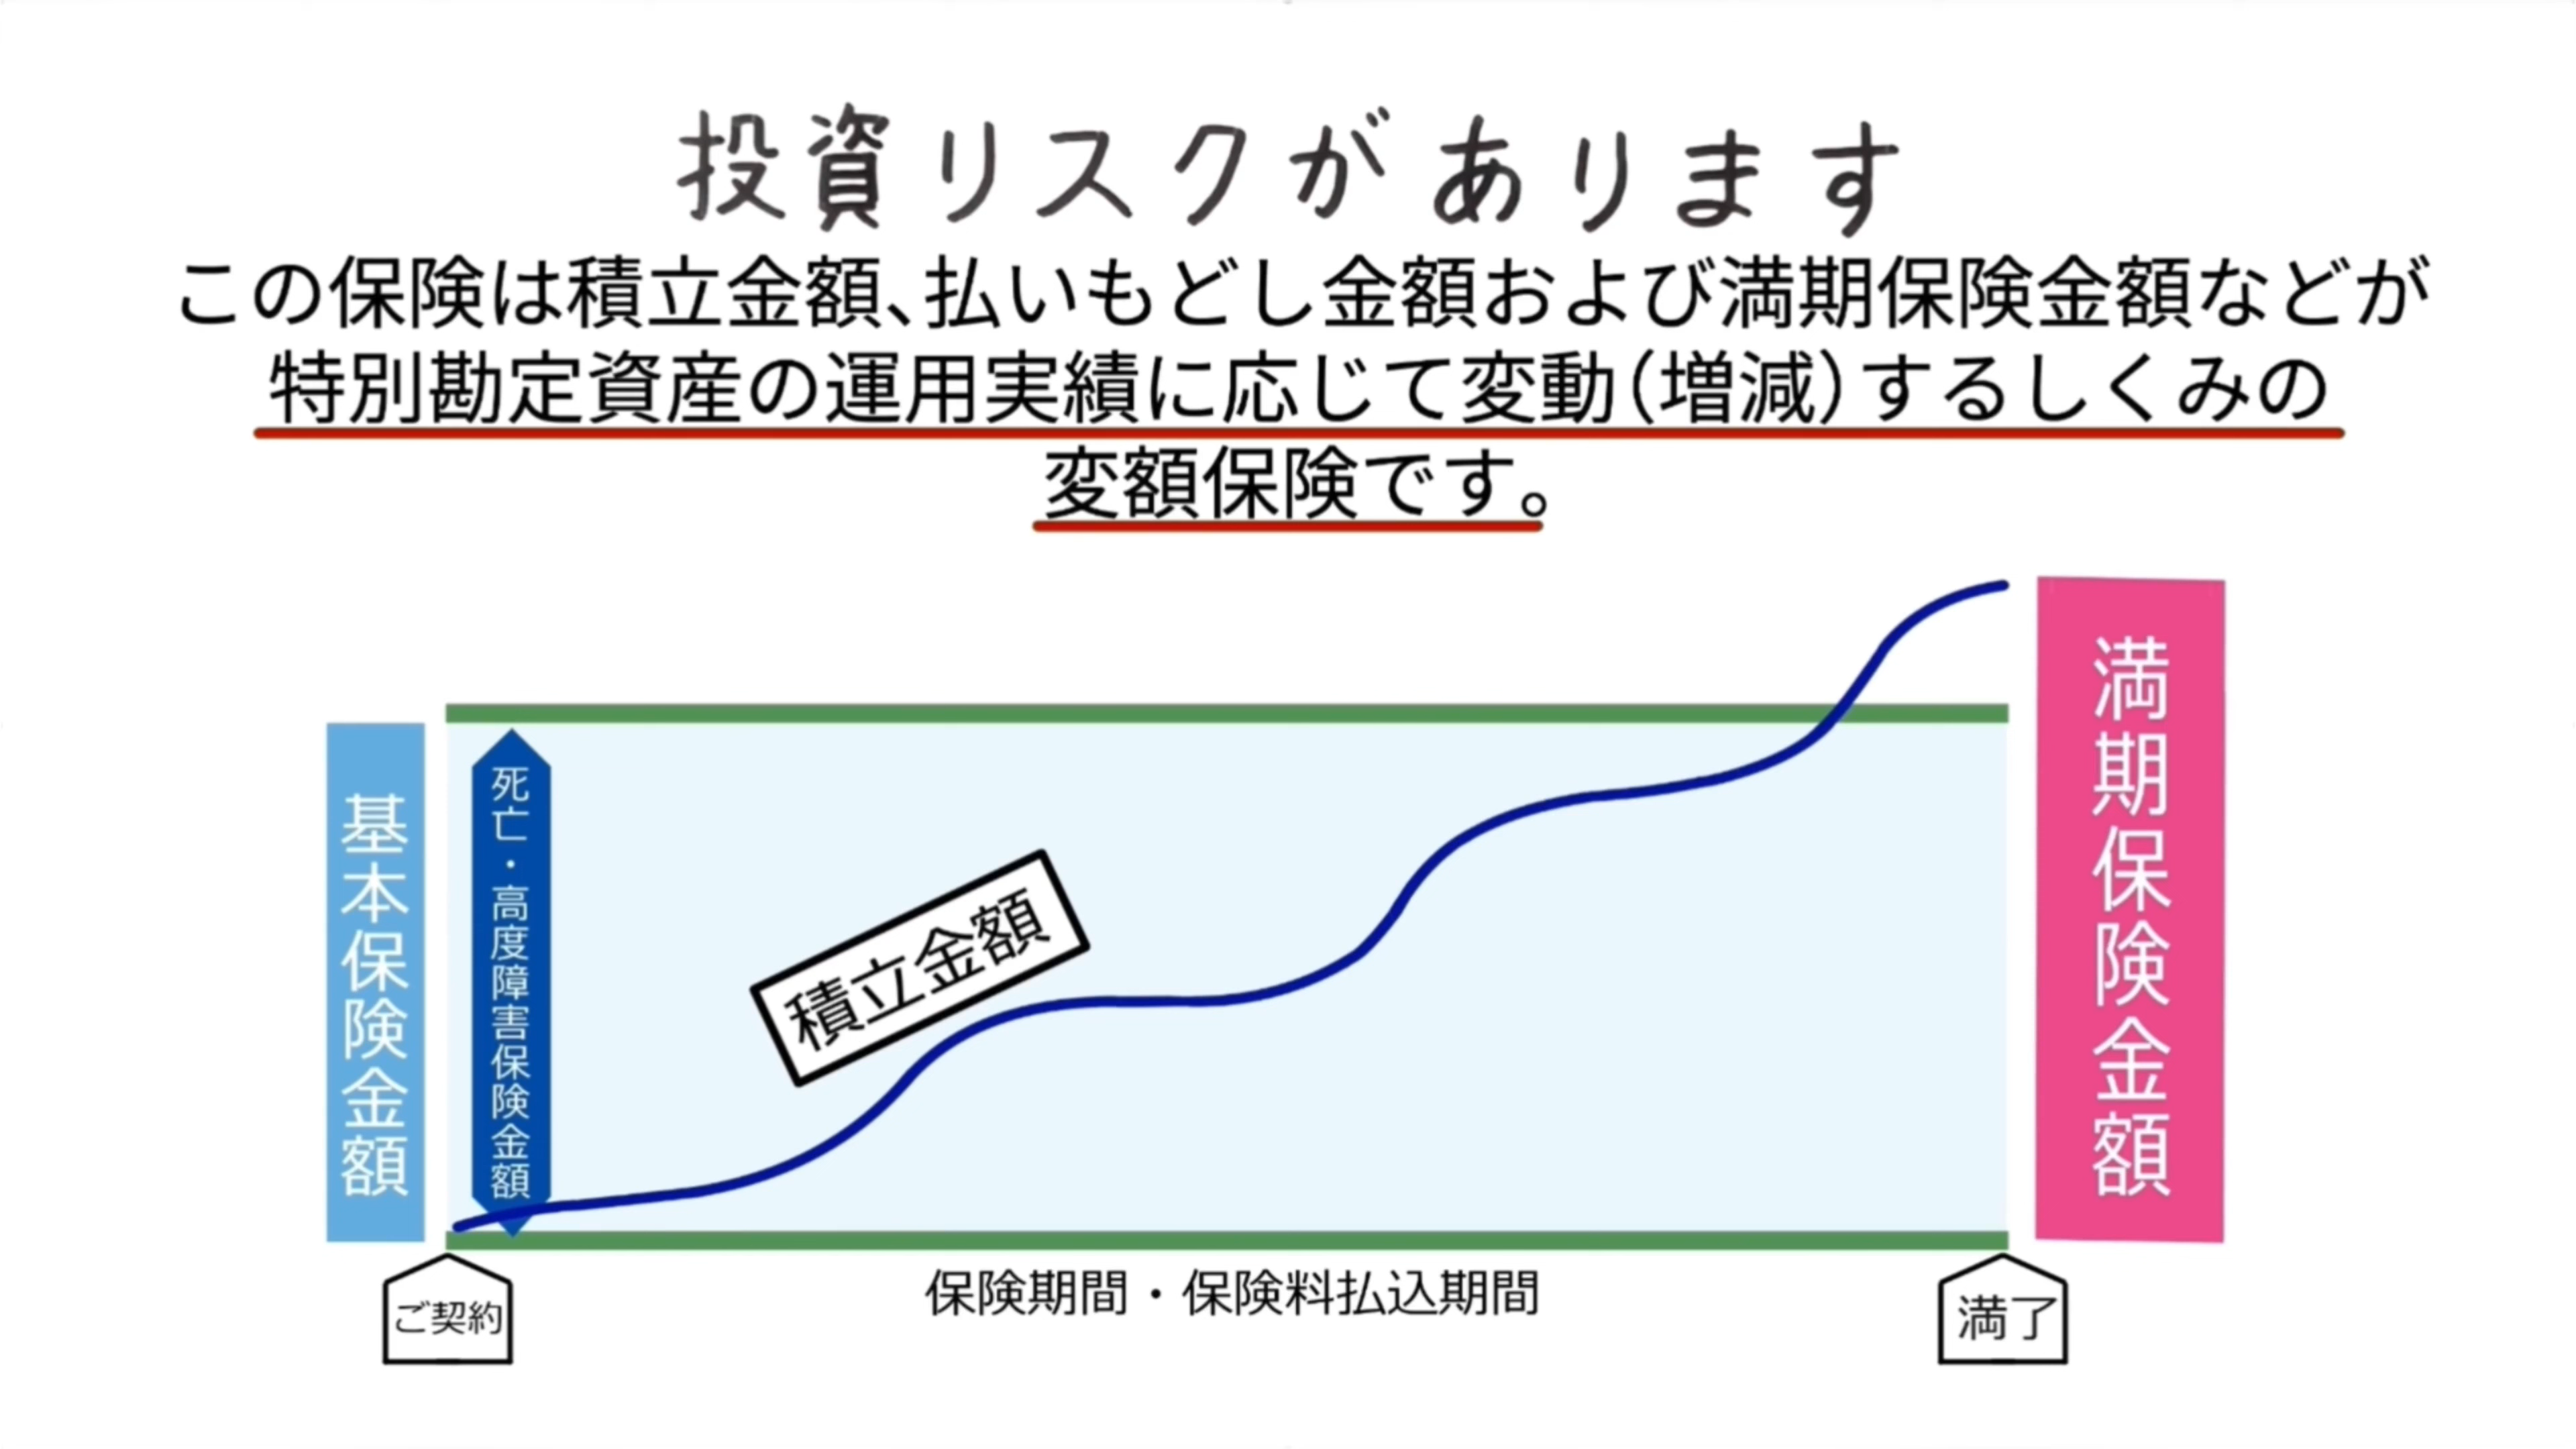 投資リスクがあります
この保険は積立金額、払いもどし金額および満期保険金額などが
特別勘定資産の運用実績に応じて変動（増減）するしくみの
変額保険です。
基本保険金額
死亡・高度障害保険金額
積立金額
満期保険金額
ご契約
保険期間・保険料払込期間
満了